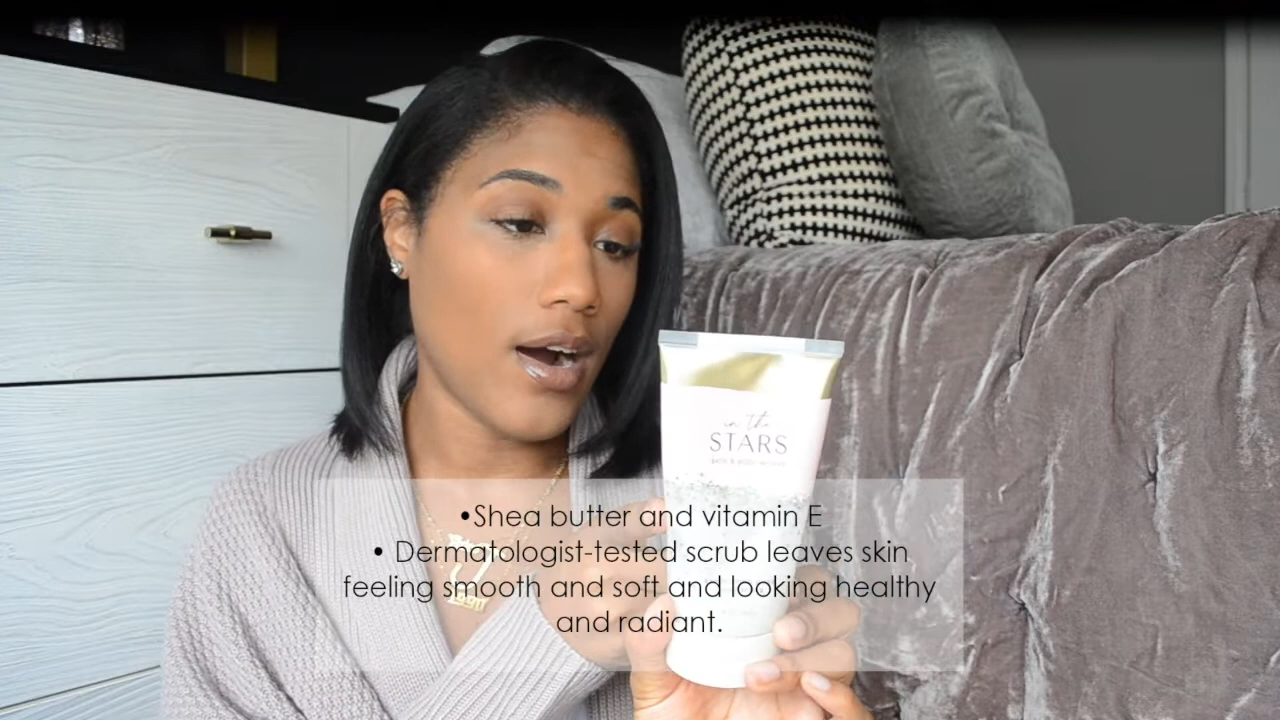 in the
STARS
•Shea butter and vitamin E
• Dermatologist-tested scrub leaves skin
feeling smooth and soft and looking healthy
and radiant.